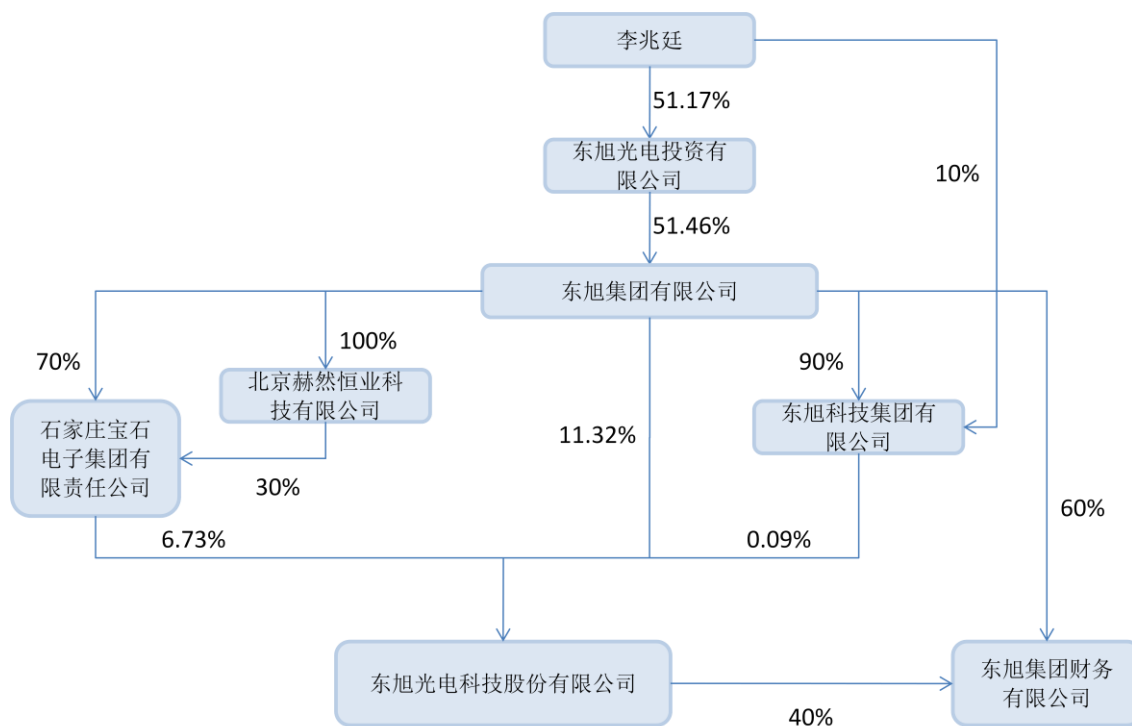 李兆廷
51.17%
东旭光电投资有
限公司
10%
51.46%
东旭集团有限公司
70%
100%
90%
北京赫然恒业科
技有限公司
石家庄宝石
电子集团有
限责任公司
东旭科技集团有
限公司
11.32%
30%
60%
6.73%
0.09%
东旭光电科技股份有限公司
东旭集团财务
有限公司
40%